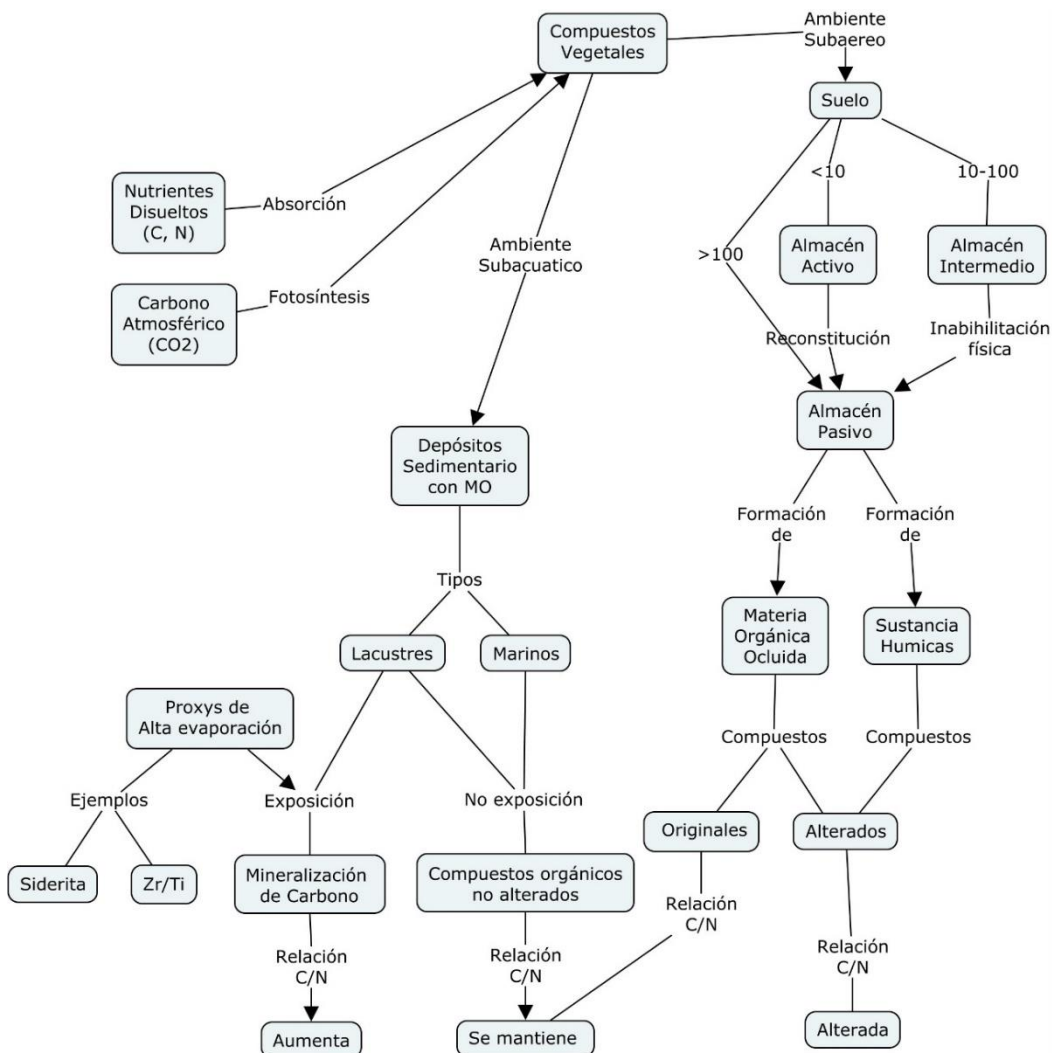 Compuestos
Vegetales
Ambiente
Subaereo
Suelo
Nutrientes
Disueltos
(C, N)
Absorción
Carbono
Atmosférico
(CO2)
Fotosíntesis
Ambiente
Subacuatico
<10
10-100
>100
Almacén
Activo
Almacén
Intermedio
Reconstitución
Inabihilitación
física
Almacén
Pasivo
Depósitos
Sedimentario
con MO
Formación
de
Formación
de
Tipos
Materia
Orgánica
Ocluida
Sustancia
Humicas
Lacustres
Marinos
Proxys de
Alta evaporación
Compuestos
Compuestos
Ejemplos
Exposición
No exposición
Originales
Alterados
Siderita
Zr/Ti
Mineralización
de Carbono
Compuestos orgánicos
no alterados
Relación
C/N
Relación
C/N
Relación
C/N
Relación
C/N
Aumenta
Se mantiene
Alterada